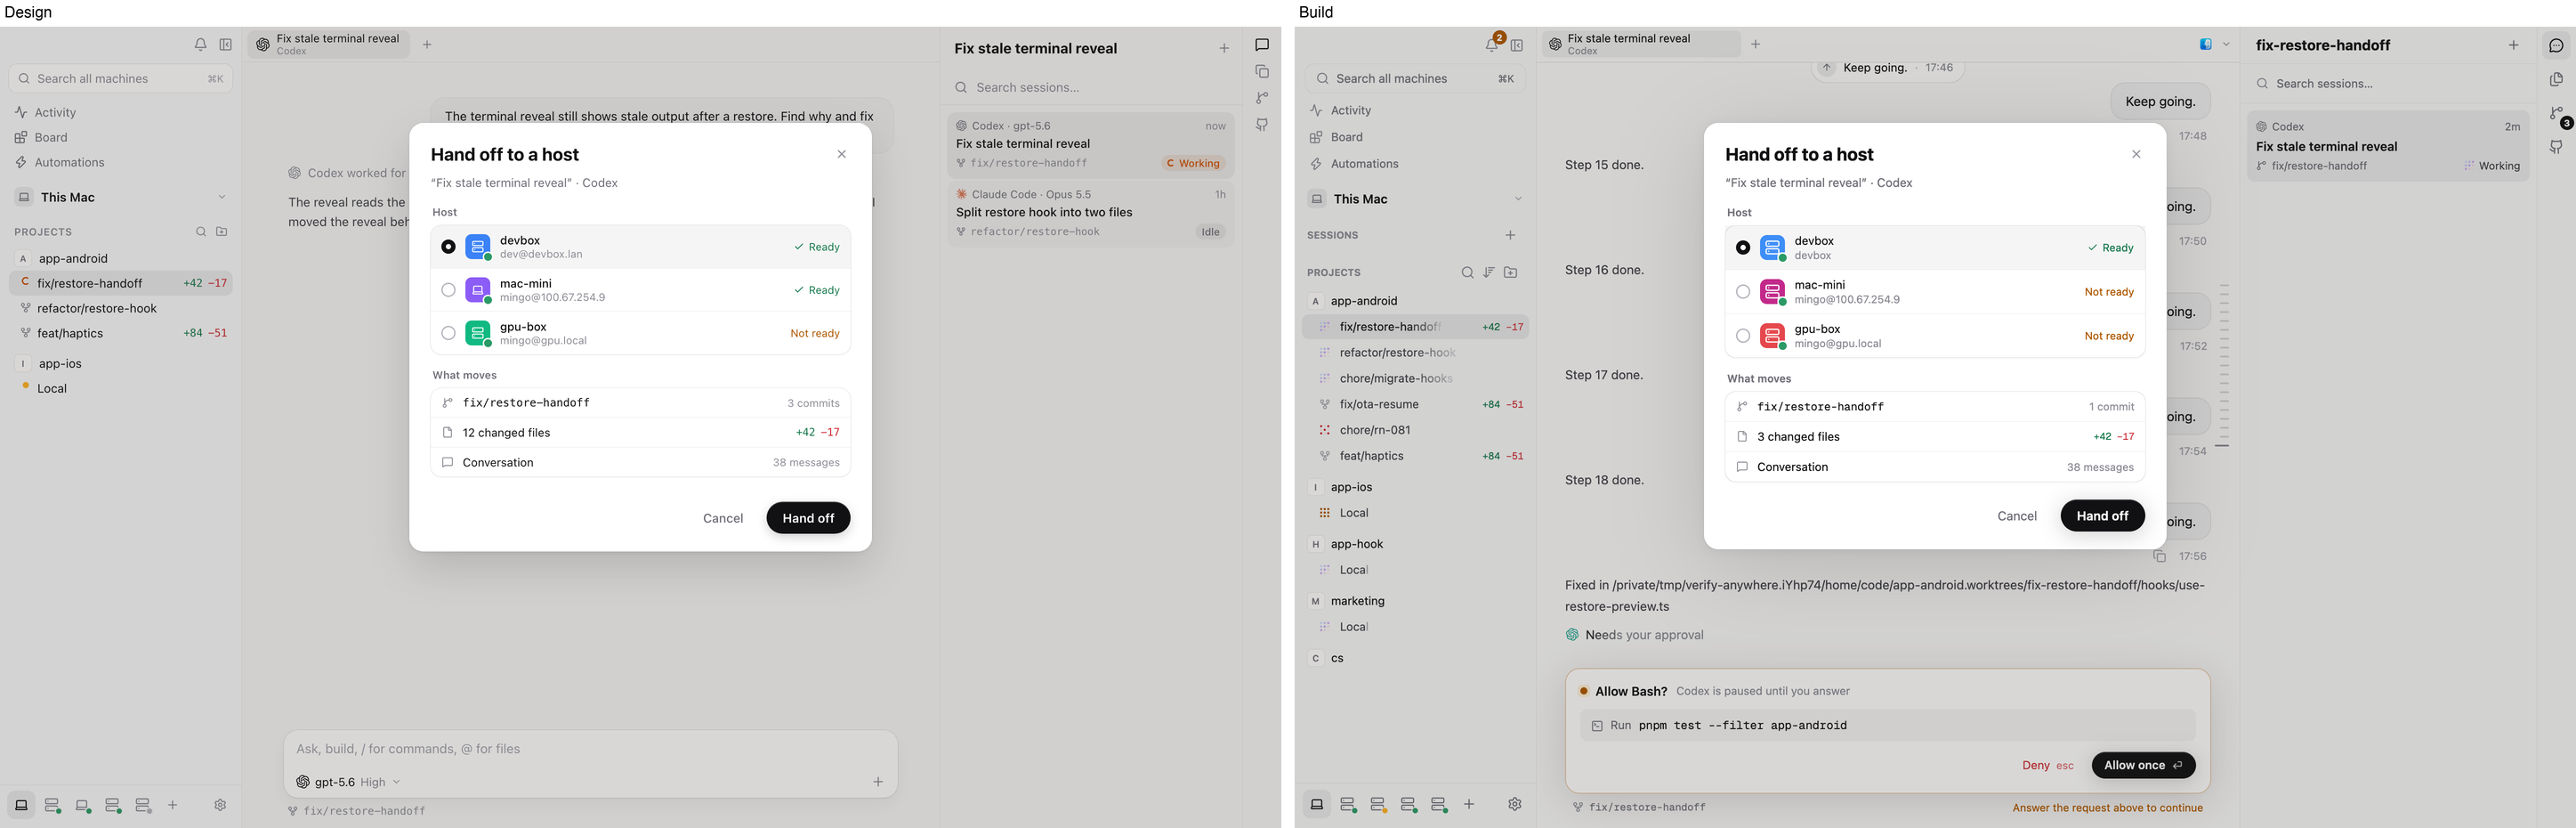 Design
Fix stale terminal reveal
Codex
Search all machines ⌘K
Activity
Board
Automations
This Mac
PROJECTS
A app-android
fix/restore-handoff +42 −17
refactor/restore-hook
feat/haptics +84 −51
I app-ios
Local
The terminal reveal still shows stale output after a restore. Find why and fix
Codex worked for
The reveal reads the
moved the reveal beh
Hand off to a host
“Fix stale terminal reveal” · Codex
Host
devbox
dev@devbox.lan
Ready
mac-mini
mingo@100.67.254.9
Ready
gpu-box
mingo@gpu.local
Not ready
What moves
fix/restore-handoff 3 commits
12 changed files +42 −17
Conversation 38 messages
Cancel Hand off
Ask, build, / for commands, @ for files
gpt-5.6 High
fix/restore-handoff
Fix stale terminal reveal
Search sessions...
Codex · gpt-5.6 now
Fix stale terminal reveal
fix/restore-handoff Working
Claude Code · Opus 5.5 1h
Split restore hook into two files
refactor/restore-hook Idle
Build
2
Fix stale terminal reveal
Codex
Search all machines ⌘K
Activity
Board
Automations
This Mac
SESSIONS
PROJECTS
A app-android
fix/restore-handoff +42 −17
refactor/restore-hook
chore/migrate-hooks
fix/ota-resume +84 −51
chore/rn-081
feat/haptics +84 −51
I app-ios
Local
H app-hook
Local
M marketing
Local
C cs
Keep going. · 17:46
Keep going.
17:48
Step 15 done.
oing.
17:50
Step 16 done.
oing.
17:52
Step 17 done.
oing.
17:54
Step 18 done.
oing.
17:56
Hand off to a host
“Fix stale terminal reveal” · Codex
Host
devbox
devbox
Ready
mac-mini
mingo@100.67.254.9
Not ready
gpu-box
mingo@gpu.local
Not ready
What moves
fix/restore-handoff 1 commit
3 changed files +42 −17
Conversation 38 messages
Cancel Hand off
Fixed in /private/tmp/verify-anywhere.iYhp74/home/code/app-android.worktrees/fix-restore-handoff/hooks/use-
restore-preview.ts
Needs your approval
Allow Bash? Codex is paused until you answer
Run pnpm test --filter app-android
Deny esc Allow once
fix/restore-handoff Answer the request above to continue
fix-restore-handoff
Search sessions...
Codex 2m
Fix stale terminal reveal
fix/restore-handoff Working
3